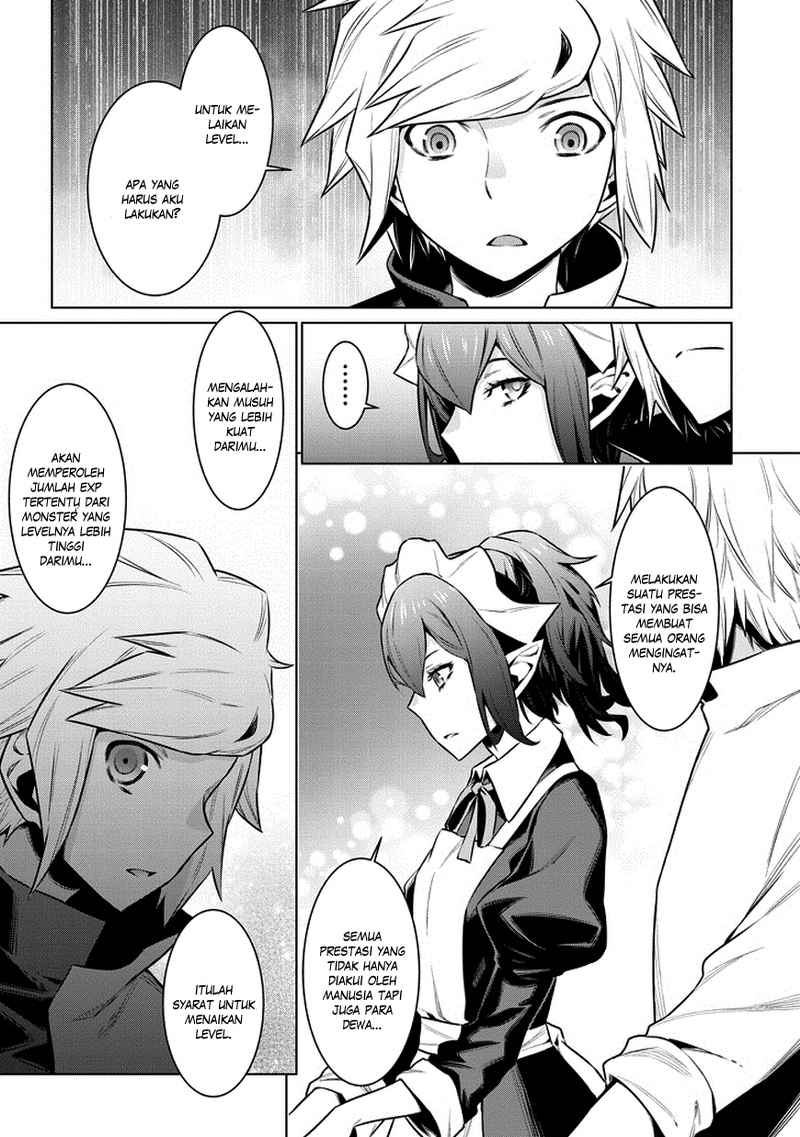 UNTUK ME-
LAIKAN
LEVEL...
APA YANG
HARUS AKU
LAKUKAN?
......
MELAKUKAN
SUATU PRES-
TASI YANG BISA
MEMBUAT
SEMUA ORANG
MENGINGAT-
NYA.
SEMUA
PRESTASI YANG
TIDAK HANYA
DIAKUI OLEH
MANUSIA TAPI
JUGA PARA
DEWA...
MENGALAH-
KAN MUSUH
YANG LEBIH
KUAT
DARIMU...
AKAN
MEMPEROLEH
JUMLAH EXP
TERTENTU DARI
MONSTER YANG
LEVELNYA LEBIH
TINGGI
DARIMU...
ITULAH
SYARAT UNTUK
MENAIKAN
LEVEL.